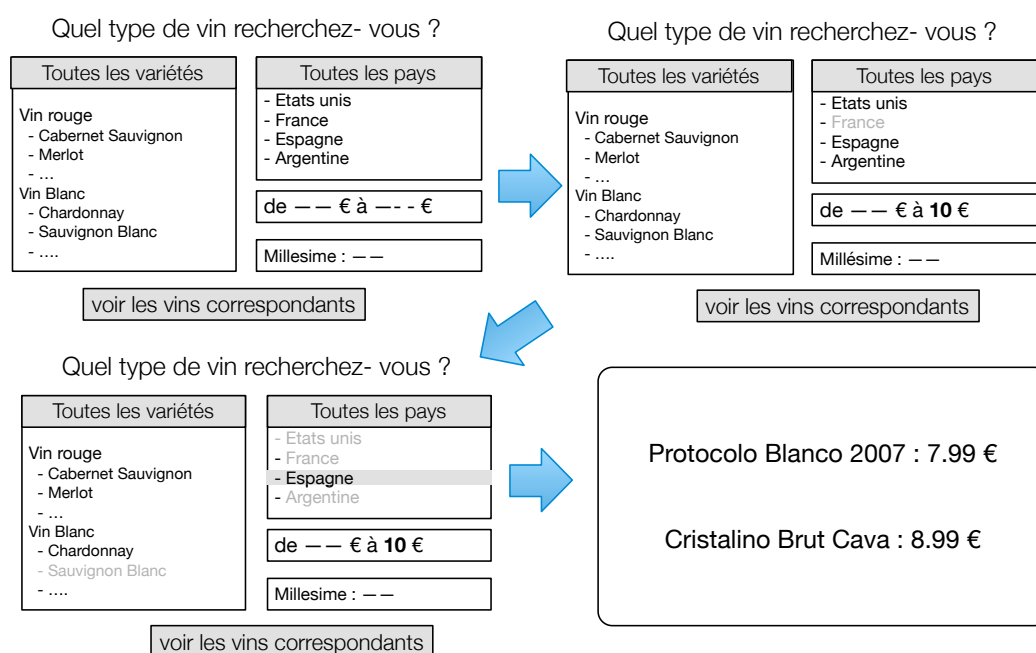 Quel type de vin recherchez- vous ?
Toutes les variétés
Vin rouge
- Cabernet Sauvignon
- Merlot
- ...
Vin Blanc
- Chardonnay
- Sauvignon Blanc
- ....
Toutes les pays
- Etats unis
- France
- Espagne
- Argentine
de — — € à —- - €
Millesime : — —
voir les vins correspondants
Quel type de vin recherchez- vous ?
Toutes les variétés
Vin rouge
- Cabernet Sauvignon
- Merlot
- ...
Vin Blanc
- Chardonnay
- Sauvignon Blanc
- ....
Toutes les pays
- Etats unis
- France
- Espagne
- Argentine
de — — € à 10 €
Millésime : — —
voir les vins correspondants
Quel type de vin recherchez- vous ?
Toutes les variétés
Vin rouge
- Cabernet Sauvignon
- Merlot
- ...
Vin Blanc
- Chardonnay
- Sauvignon Blanc
- ....
Toutes les pays
- Etats unis
- France
- Espagne
- Argentine
de — — € à 10 €
Millesime : — —
voir les vins correspondants
Protocolo Blanco 2007 : 7.99 €
Cristalino Brut Cava : 8.99 €